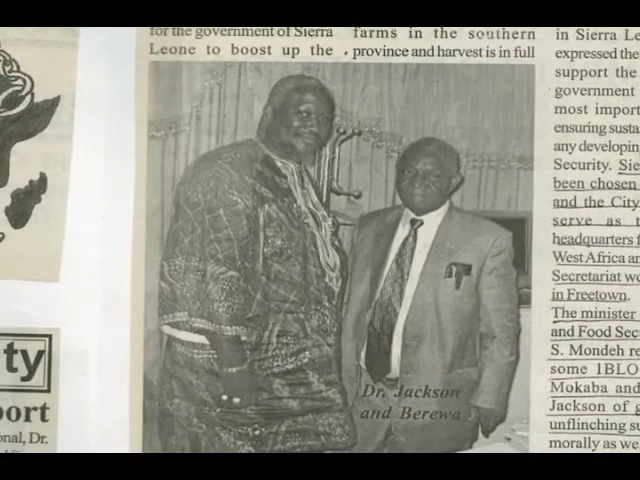 for the government of Sierra
Leone to boost up the
farms in the southern
province and harvest is in full
Dr. Jackson
and Berewa
in Sierra Le
expressed the
support the
government
most import
ensuring susta
any developin
Security. Sie
been chosen
and the City
serve as t
headquarters f
West Africa an
Secretariat wo
in Freetown.
The minister
and Food Sec
S. Mondeh re
some 1BLO
Mokaba and
Jackson of g
unflinching su
morally as we
ty
port
onal, Dr.